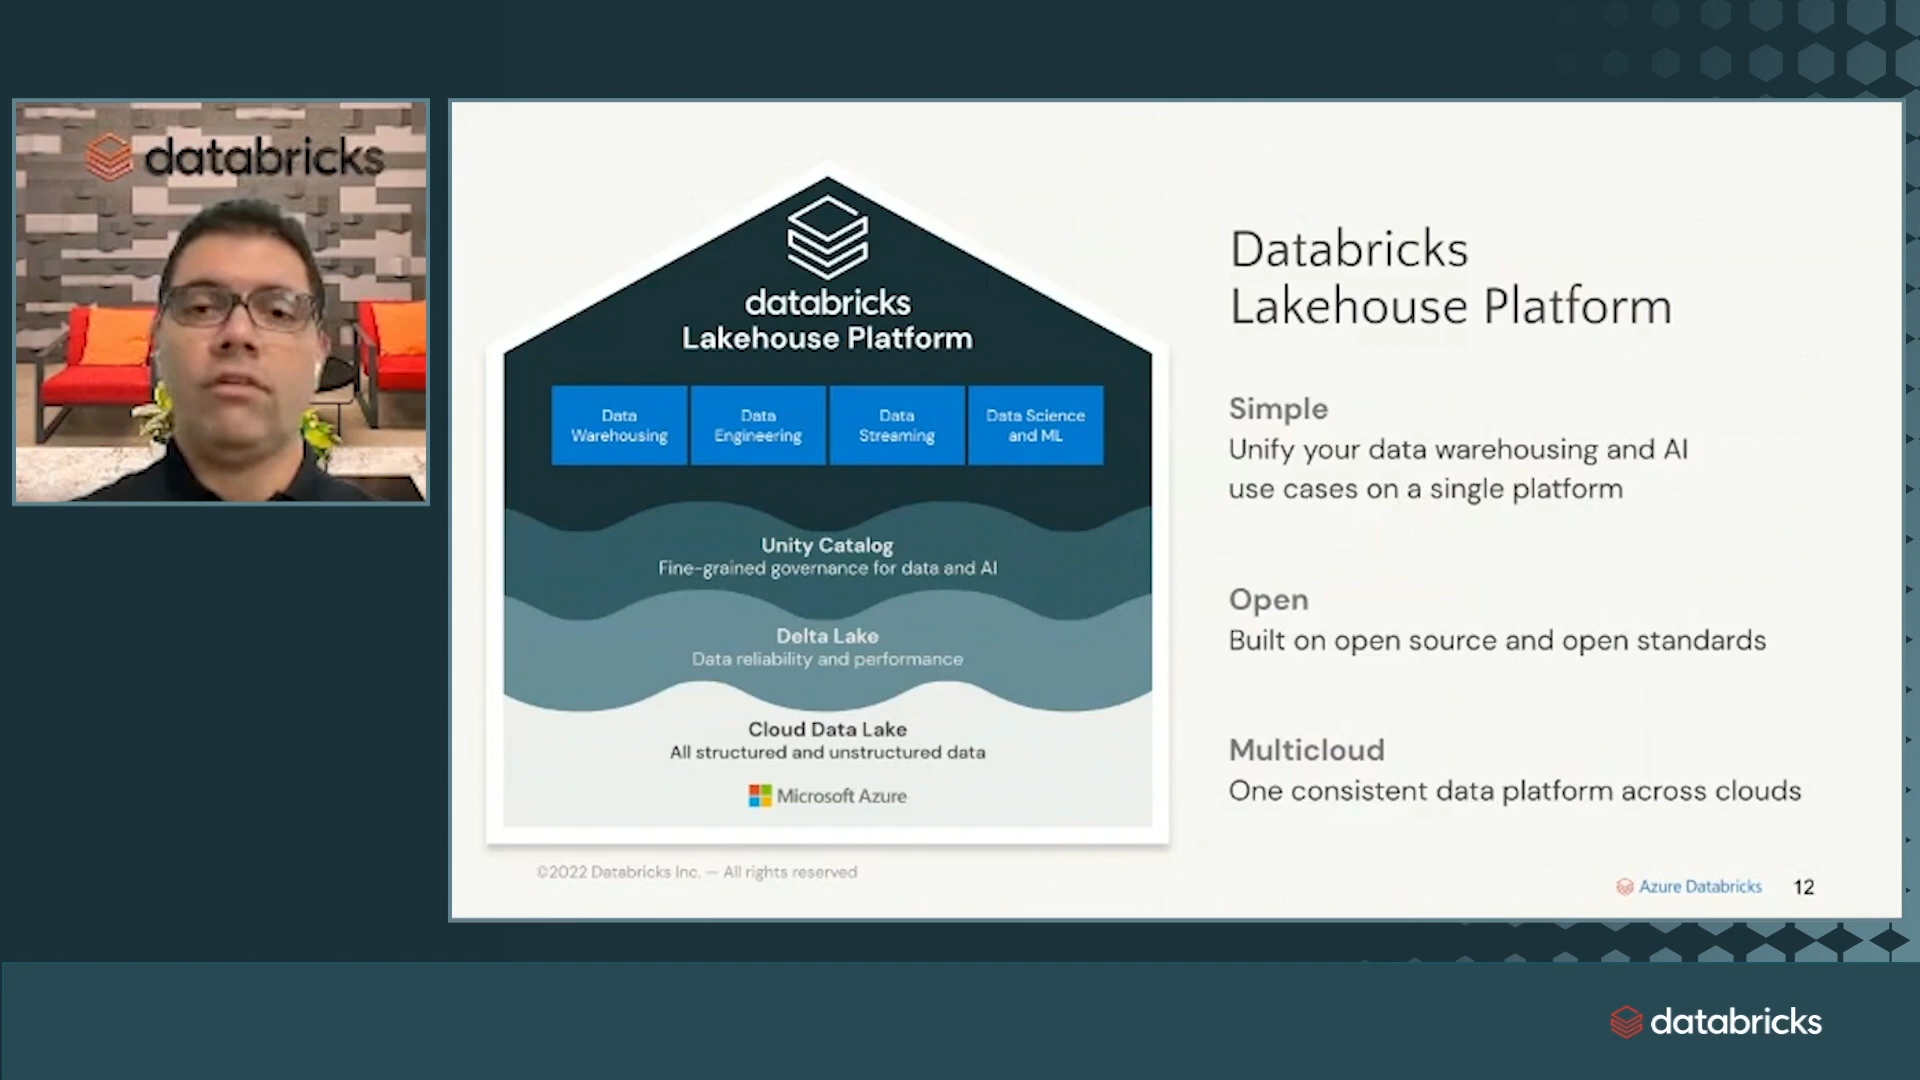 databricks
databricks
Lakehouse Platform
Data
Warehousing
Data
Engineering
Data
Streaming
Data Science
and ML
Unity Catalog
Fine-grained governance for data and AI
Delta Lake
Data reliability and performance
Cloud Data Lake
All structured and unstructured data
Microsoft Azure
©2022 Databricks Inc. — All rights reserved
Databricks
Lakehouse Platform
Simple
Unify your data warehousing and AI
use cases on a single platform
Open
Built on open source and open standards
Multicloud
One consistent data platform across clouds
Azure Databricks
12
databricks